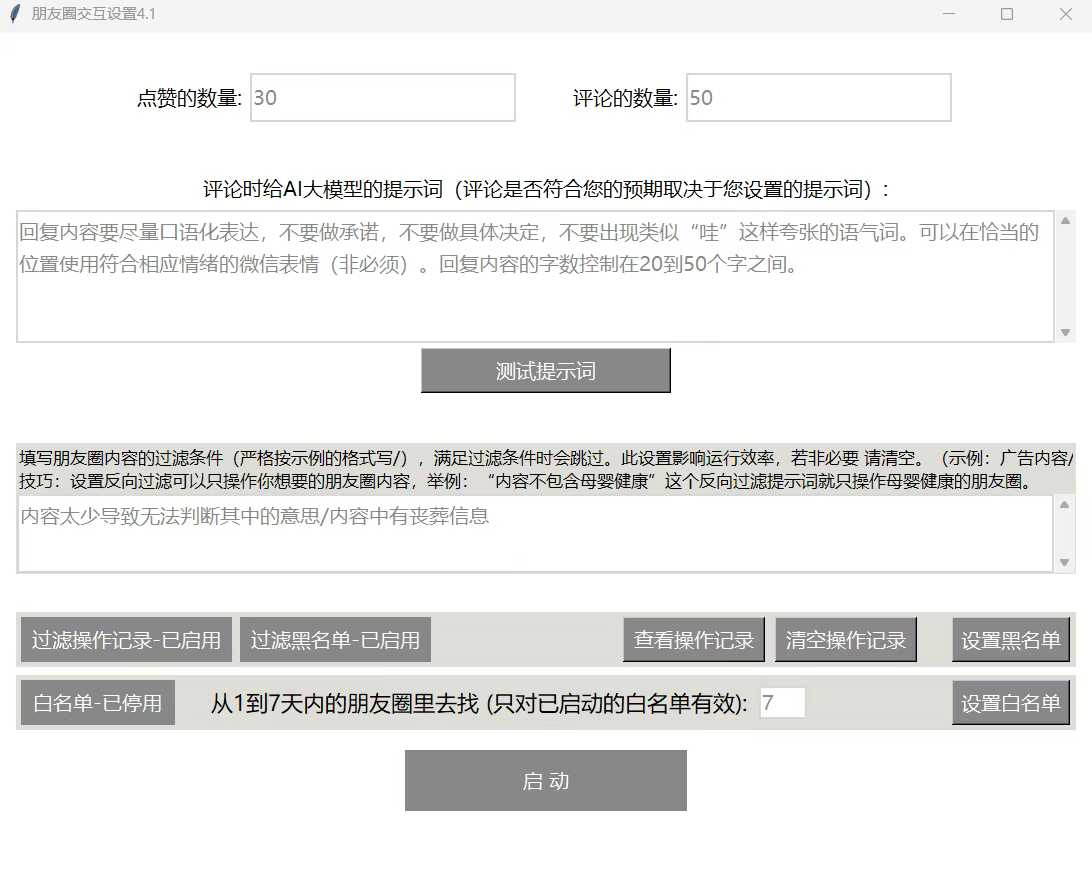 朋友圈交互设置4.1
点赞的数量: 30 评论的数量: 50
评论时给AI大模型的提示词（评论是否符合您的预期取决于您设置的提示词）:
回复内容要尽量口语化表达，不要做承诺，不要做具体决定，不要出现类似“哇”这样夸张的语气词。可以在恰当的
位置使用符合相应情绪的微信表情（非必须）。回复内容的字数控制在20到50个字之间。
测试提示词
填写朋友圈内容的过滤条件（严格按示例的格式写/），满足过滤条件时会跳过。此设置影响运行效率，若非必要 请清空。（示例：广告内容/
技巧：设置反向过滤可以只操作你想要的朋友圈内容，举例：“内容不包含母婴健康”这个反向过滤提示词就只操作母婴健康的朋友圈。
内容太少导致无法判断其中的意思/内容中有丧葬信息
过滤操作记录-已启用 过滤黑名单-已启用 查看操作记录 清空操作记录 设置黑名单
白名单-已停用 从1到7天内的朋友圈里去找 (只对已启动的白名单有效): 7 设置白名单
启 动